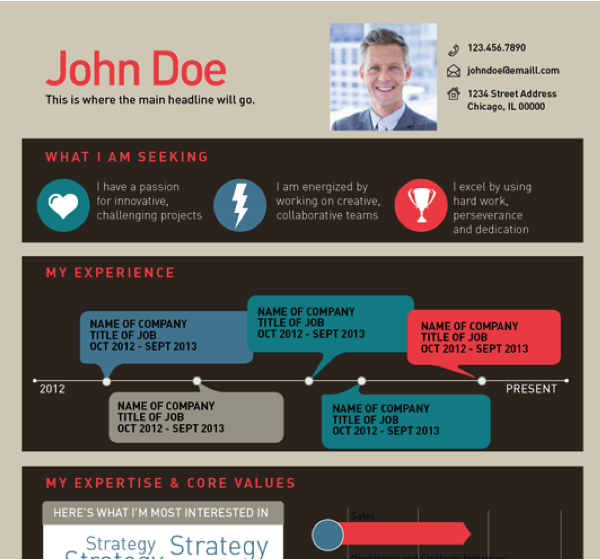 John Doe
This is where the main headline will go.
123.456.7890
johndoe@emaill.com
1234 Street Address
Chicago, IL 00000
WHAT I AM SEEKING
I have a passion
for innovative,
challenging projects
I am energized by
working on creative,
collaborative teams
I excel by using
hard work,
perseverance
and dedication
MY EXPERIENCE
NAME OF COMPANY
TITLE OF JOB
OCT 2012 - SEPT 2013
NAME OF COMPANY
TITLE OF JOB
OCT 2012 - SEPT 2013
NAME OF COMPANY
TITLE OF JOB
OCT 2012 - SEPT 2013
2012
PRESENT
NAME OF COMPANY
TITLE OF JOB
OCT 2012 - SEPT 2013
NAME OF COMPANY
TITLE OF JOB
OCT 2012 - SEPT 2013
MY EXPERTISE & CORE VALUES
HERE'S WHAT I'M MOST INTERESTED IN
Strategy Strategy
Strategy
Sales
Operations and Strategic Initiatives